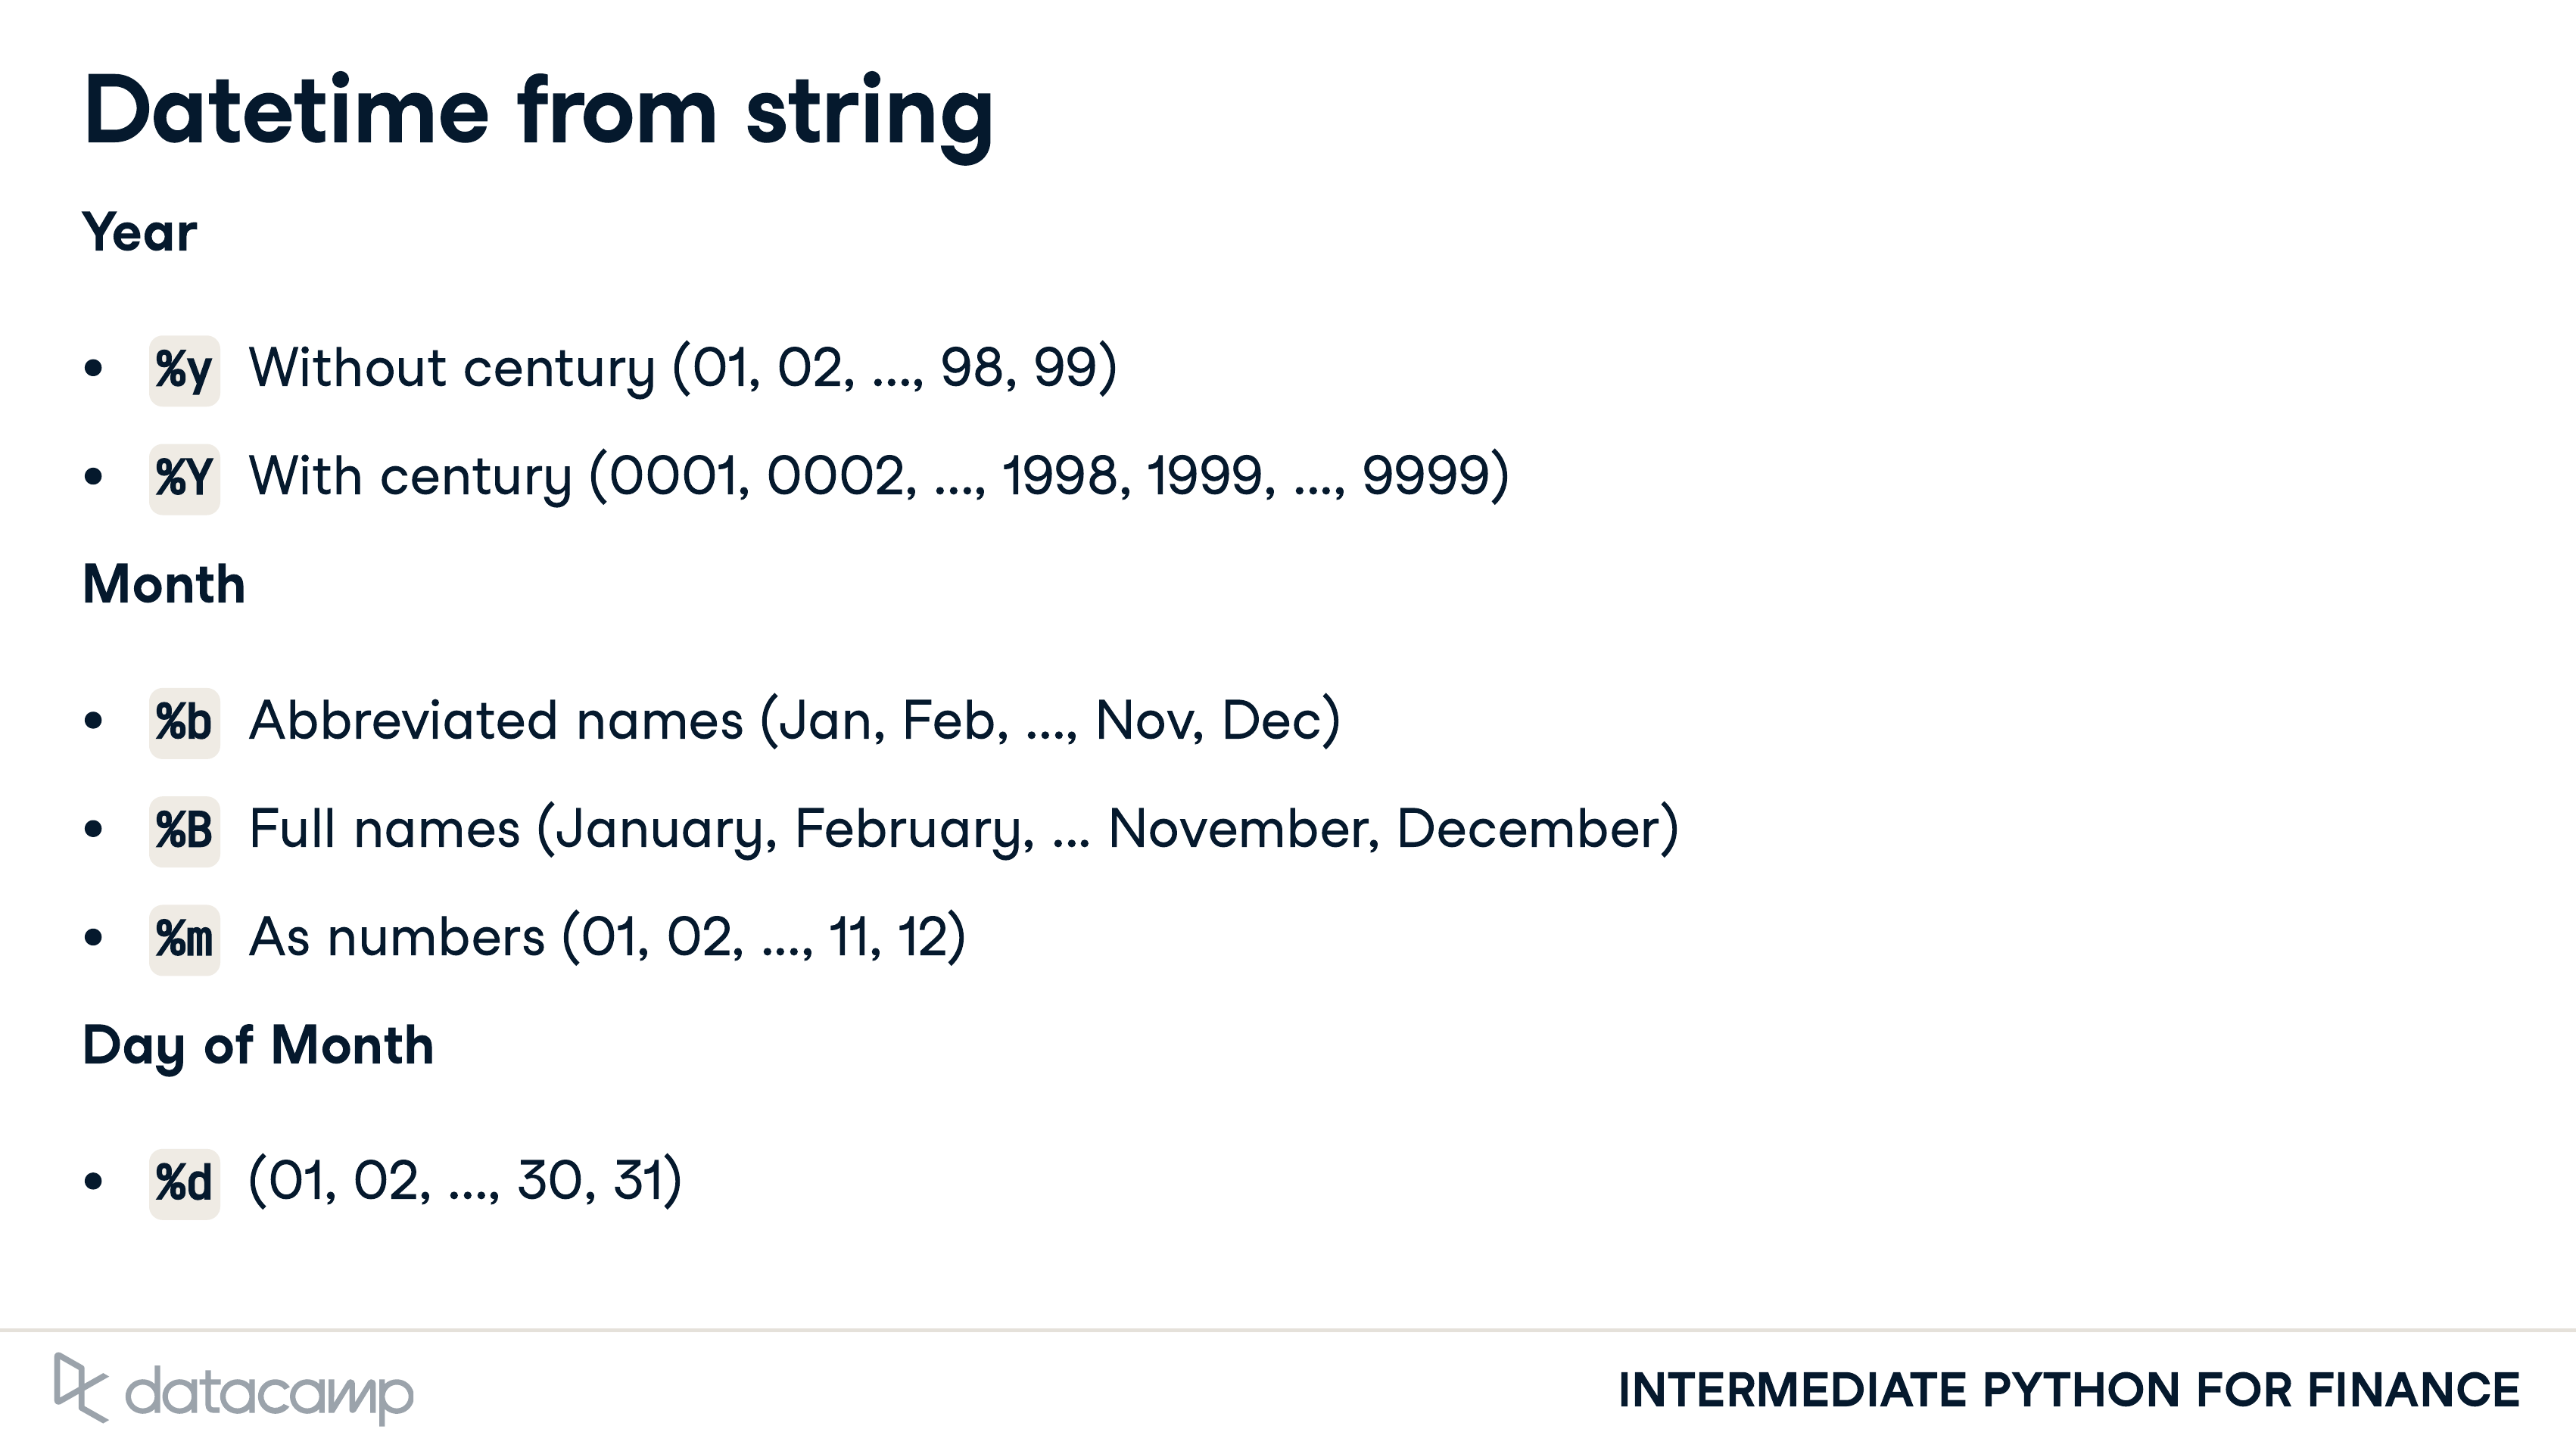 Datetime from string
Year
• %y Without century (01, 02, ..., 98, 99)
• %Y With century (0001, 0002, ..., 1998, 1999, ..., 9999)
Month
• %b Abbreviated names (Jan, Feb, ..., Nov, Dec)
• %B Full names (January, February, ... November, December)
• %m As numbers (01, 02, ..., 11, 12)
Day of Month
• %d (01, 02, ..., 30, 31)
datacamp
INTERMEDIATE PYTHON FOR FINANCE